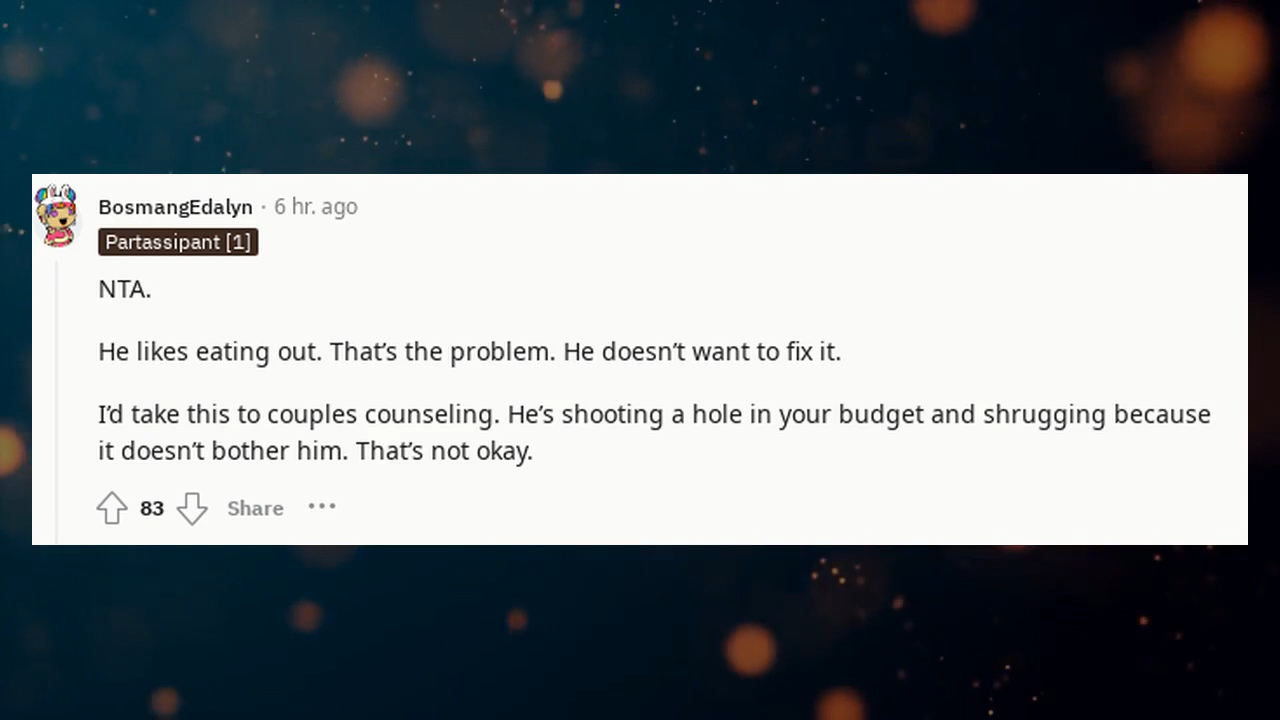 BosmangEdalyn · 6 hr. ago
Partassipant [1]
NTA.
He likes eating out. That’s the problem. He doesn’t want to fix it.
I’d take this to couples counseling. He’s shooting a hole in your budget and shrugging because
it doesn’t bother him. That’s not okay.
83 Share •••